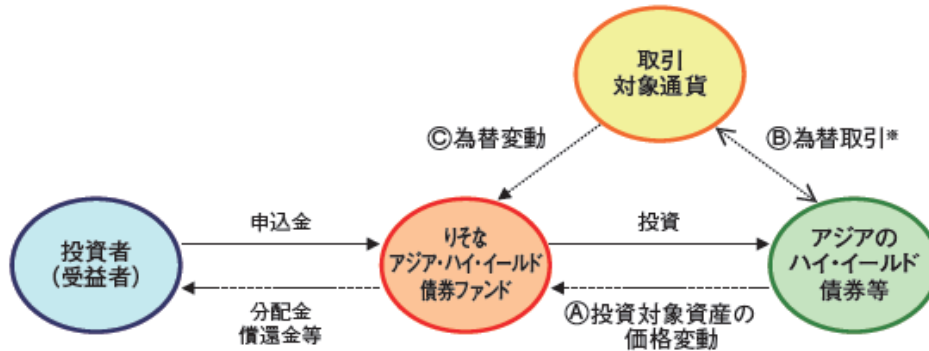 取引
対象通貨
Ⓒ為替変動
Ⓑ為替取引※
投資者
（受益者）
申込金
分配金
償還金等
りそな
アジア・ハイ・イールド
債券ファンド
投資
Ⓐ投資対象資産の
価格変動
アジアの
ハイ・イールド
債券等